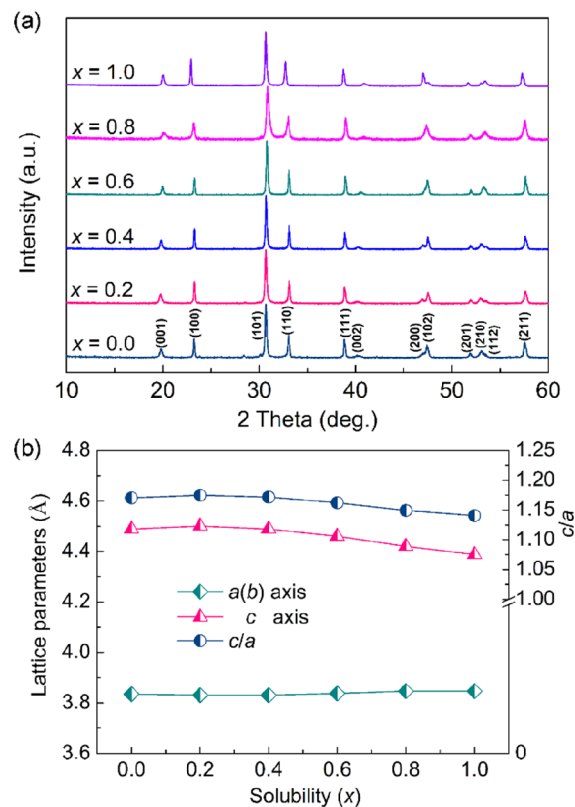 (a)
x = 1.0
x = 0.8
x = 0.6
x = 0.4
x = 0.2
x = 0.0
Intensity (a.u.)
(001) (100) (101) (110) (111) (002) (200) (102) (201) (210) (112) (211)
10 20 30 40 50 60
2 Theta (deg.)
(b)
4.8 1.25
4.6 1.20
1.15
4.4 1.10
1.05
4.2 1.00
4.0
3.8
3.6 0
Lattice parameters (Å)
c/a
a(b) axis
c axis
c/a
0.0 0.2 0.4 0.6 0.8 1.0
Solubility (x)